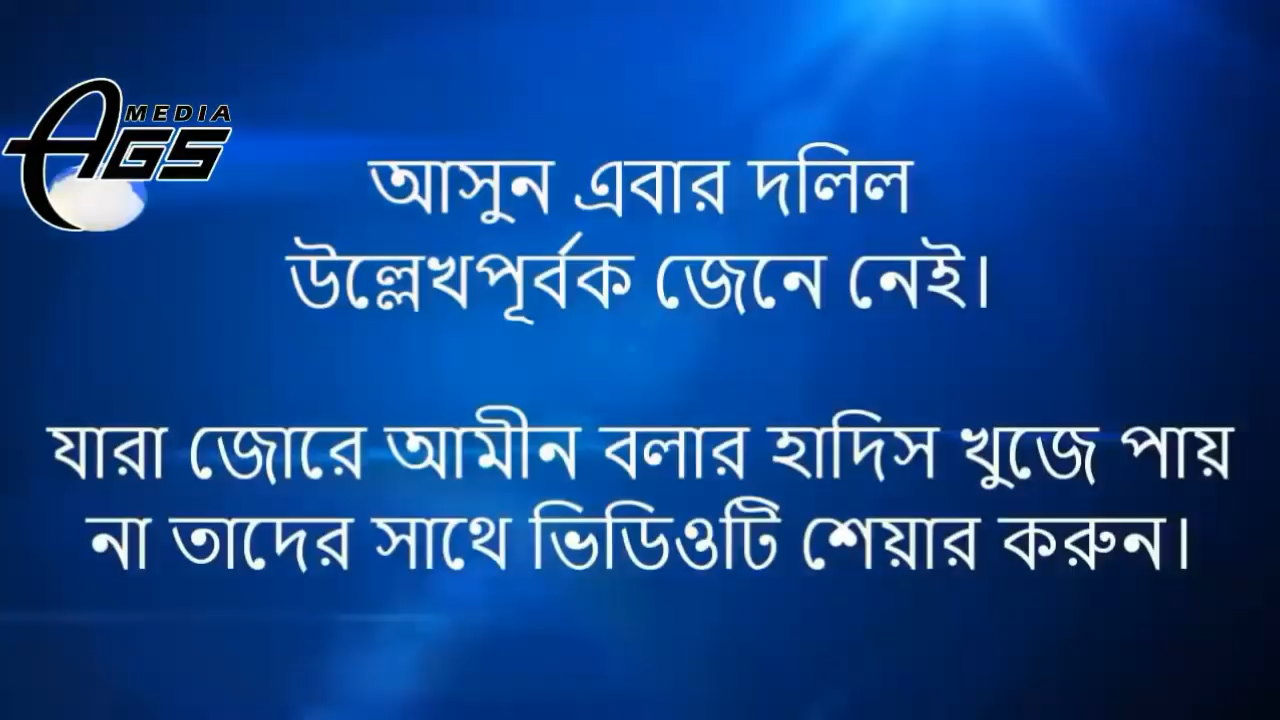 MEDIA
AGS
আসুন এবার দলিল
উল্লেখপূর্বক জেনে নেই।
যারা জোরে আমীন বলার হাদিস খুজে পায়
না তাদের সাথে ভিডিওটি শেয়ার করুন।